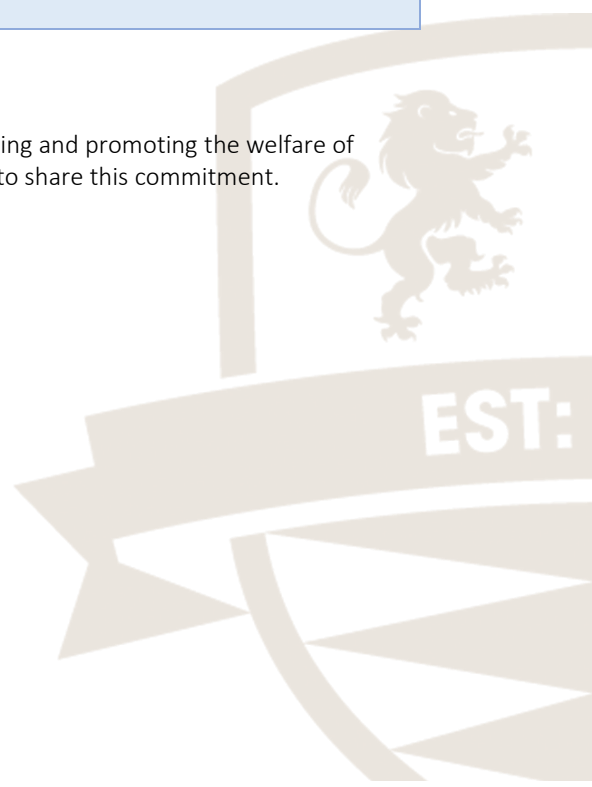 ing and promoting the welfare of
to share this commitment.
EST: